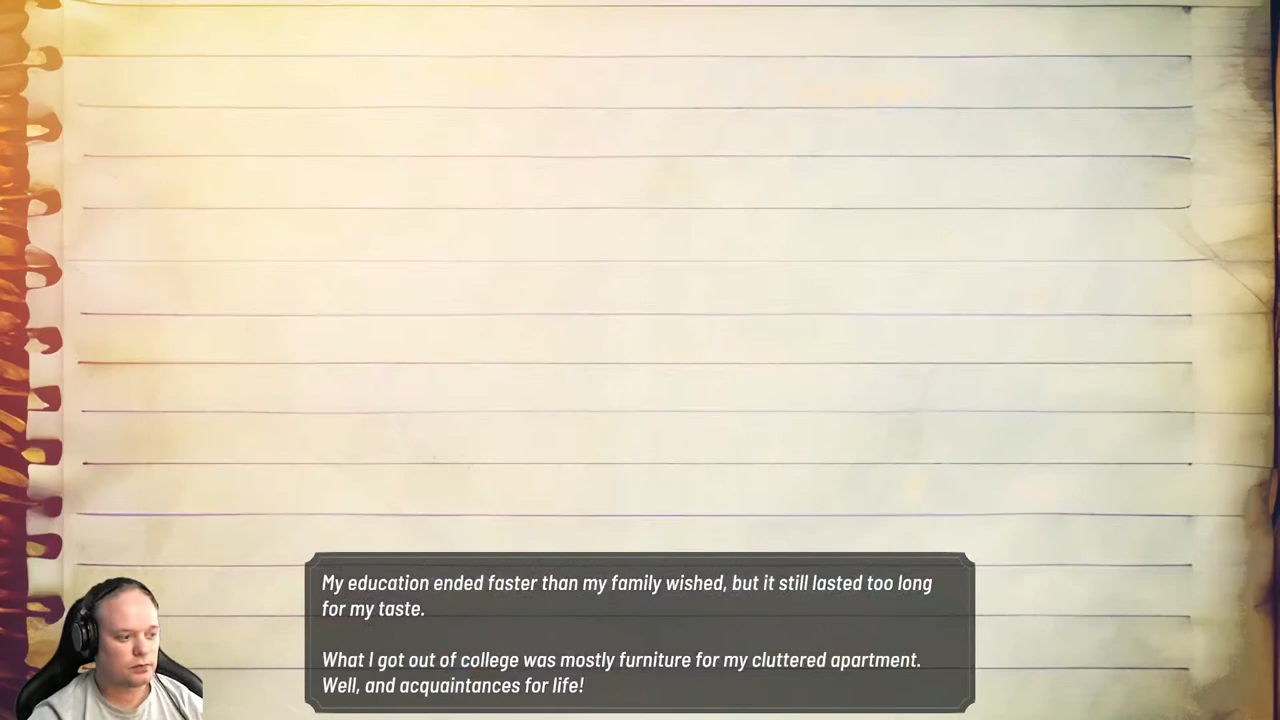 My education ended faster than my family wished, but it still lasted too long
for my taste.
What I got out of college was mostly furniture for my cluttered apartment.
Well, and acquaintances for life!